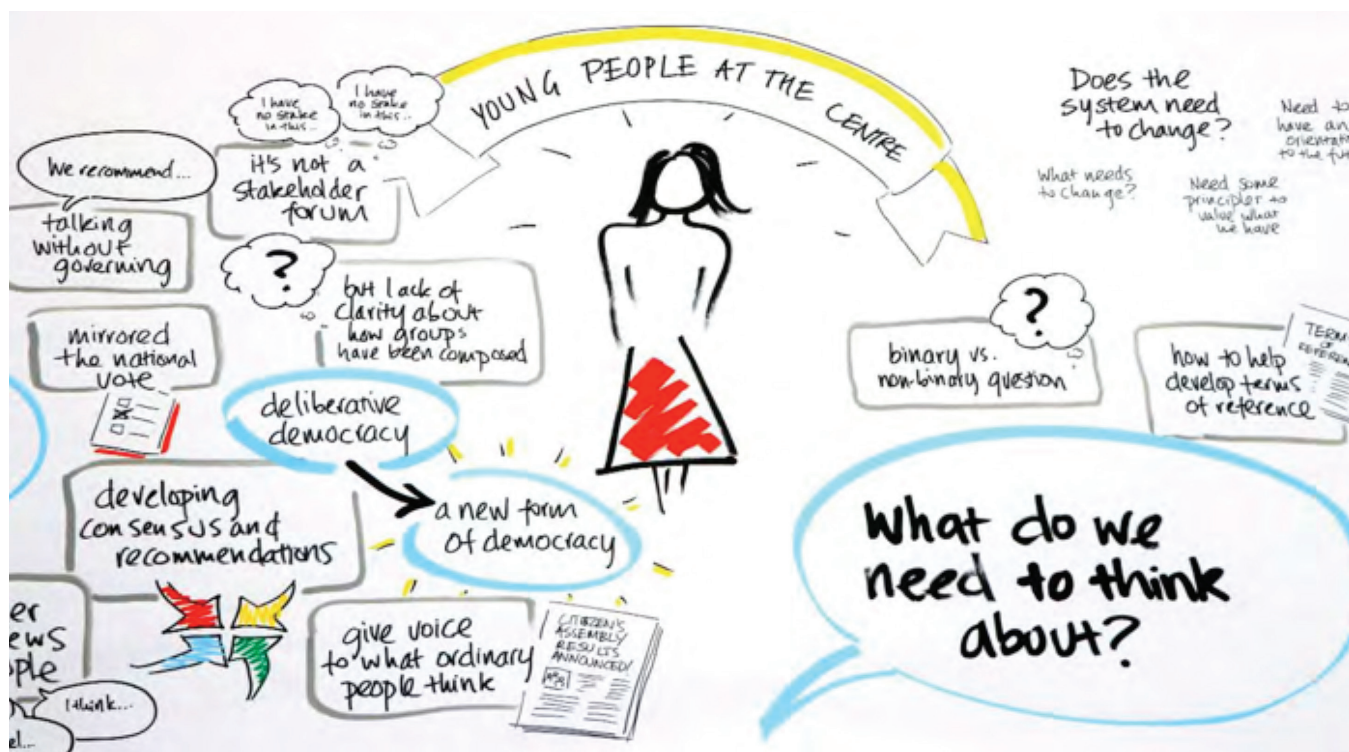 YOUNG PEOPLE AT THE CENTRE
I have
no stake
in this...
I have
no stake
in this...
it's not a
stakeholder
forum
We recommend...
talking
without
governing
?
but lack of
clarity about
how groups
have been composed
mirrored
the national
vote
deliberative
democracy
developing
consensus and
recommendations
a new form
of democracy
give voice
to what ordinary
people think
CITIZEN'S
ASSEMBLY
RESULTS
ANNOUNCED!
I think...
Does the
system need
to change?
Need to
have an
to the
What needs
to change?
Need some
principles to
value what
we have
?
binary vs.
non-binary question
how to help
develop terms
of reference
TERM
OF
What do we
need to think
about?